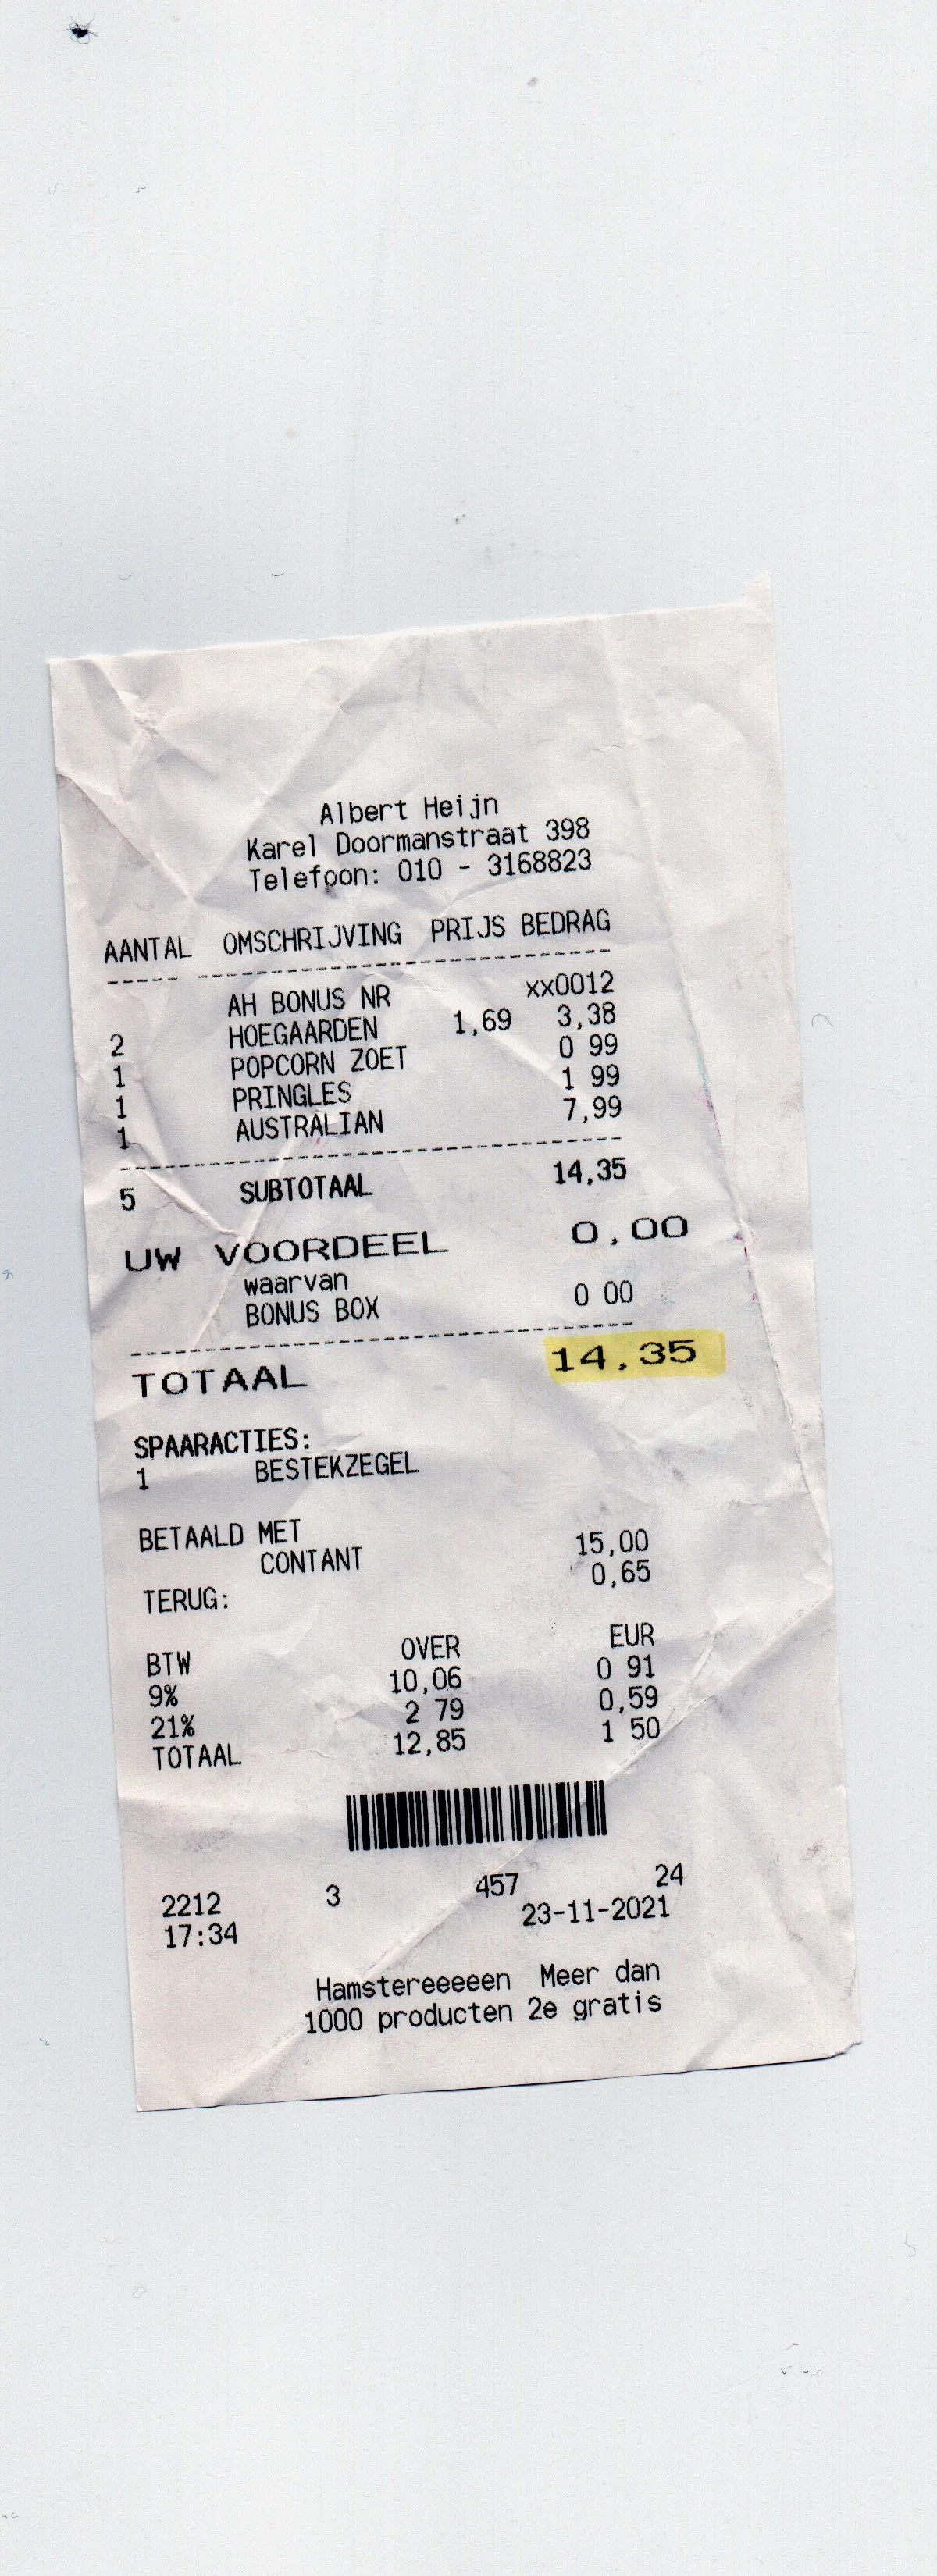 Albert Heijn
Karel Doormanstraat 398
Telefoon: 010 - 3168823
AANTAL OMSCHRIJVING PRIJS BEDRAG
AH BONUS NR xx0012
2 HOEGAARDEN 1,69 3,38
1 POPCORN ZOET 0 99
1 PRINGLES 1 99
1 AUSTRALIAN 7,99
5 SUBTOTAAL 14,35
UW VOORDEEL 0.00
waarvan
BONUS BOX 0 00
TOTAAL 14.35
SPAARACTIES:
1 BESTEKZEGEL
BETAALD MET
CONTANT 15,00
TERUG: 0,65
BTW OVER EUR
9% 10,06 0 91
21% 2 79 0,59
TOTAAL 12,85 1 50
2212 3 457 24
17:34 23-11-2021
Hamstereeeeen Meer dan
1000 producten 2e gratis